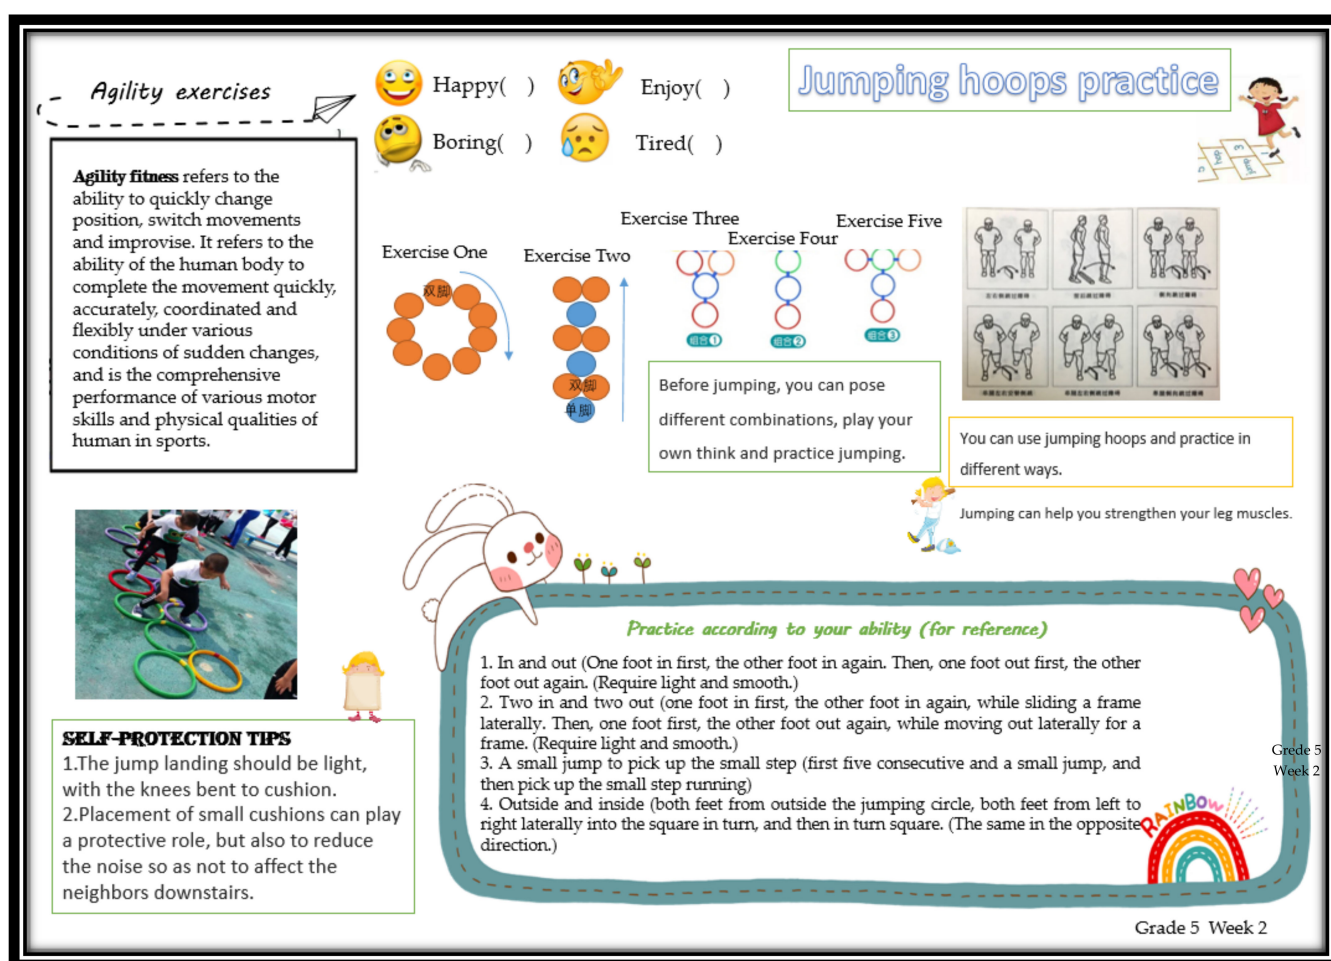 Agility exercises
Happy(   )
Enjoy(   )
Boring(   )
Tired(   )
Jumping hoops practice
Agility fitness refers to the
ability to quickly change
position, switch movements
and improvise. It refers to the
ability of the human body to
complete the movement quickly,
accurately, coordinated and
flexibly under various
conditions of sudden changes,
and is the comprehensive
performance of various motor
skills and physical qualities of
human in sports.
Exercise One
双脚
Exercise Two
双脚
单脚
Exercise Three
组合1
Exercise Four
组合2
Exercise Five
组合3
Before jumping, you can pose
different combinations, play your
own think and practice jumping.
You can use jumping hoops and practice in
different ways.
Jumping can help you strengthen your leg muscles.
SELF-PROTECTION TIPS
1.The jump landing should be light,
with the knees bent to cushion.
2.Placement of small cushions can play
a protective role, but also to reduce
the noise so as not to affect the
neighbors downstairs.
Practice according to your ability (for reference)
1. In and out (One foot in first, the other foot in again. Then, one foot out first, the other
foot out again. (Require light and smooth.)
2. Two in and two out (one foot in first, the other foot in again, while sliding a frame
laterally. Then, one foot first, the other foot out again, while moving out laterally for a
frame. (Require light and smooth.)
3. A small jump to pick up the small step (first five consecutive and a small jump, and
then pick up the small step running)
4. Outside and inside (both feet from outside the jumping circle, both feet from left to
right laterally into the square in turn, and then in turn square. (The same in the opposite
direction.)
RAINBOW
Grede 5
Week 2
Grade 5  Week 2